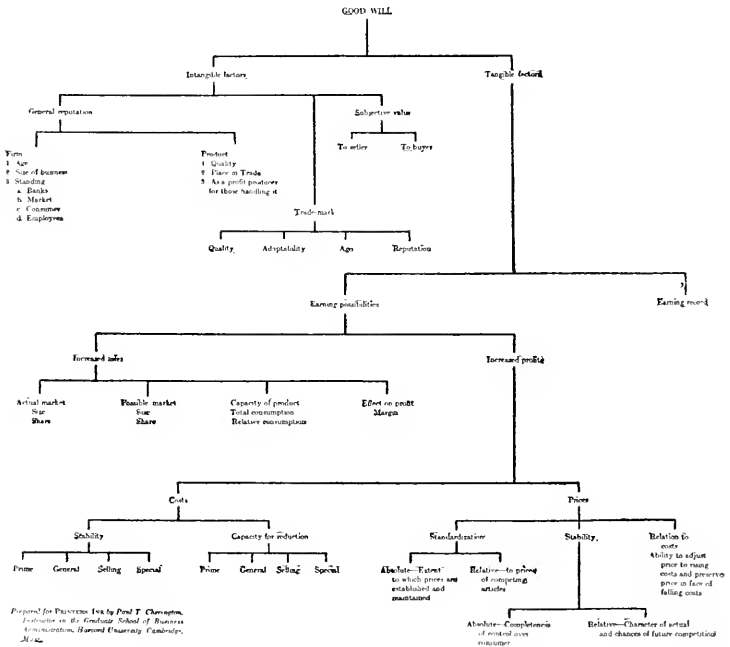 GOOD WILL
Intangible factors
Tangible factors
General reputation
Subjective value
To seller
To buyer
Firm
1 Age
2 Size of business
3 Standing
a. Banks
b. Market
c. Consumer
d. Employees
Product
1 Quality
2 Place in Trade
3 As a profit producer
for those handling it
Trade-mark
Quality
Adaptability
Age
Reputation
Earning possibilities
Earning record
Increased sales
Increased profits
Actual market
Size
Share
Possible market
Size
Share
Capacity of product
Total consumption
Relative consumption
Effect on profit
Margin
Costs
Prices
Stability
Capacity for reduction
Standardization
Stability
Relation to
costs
Ability to adjust
price to rising
costs and preserve
price in face of
falling costs
Prime
General
Selling
Special
Prime
General
Selling
Special
Absolute—Extent
to which prices are
established and
maintained
Relative—to prices
of competing
articles
Absolute—Completeness
of control over
consumer
Relative—Character of actual
and chances of future competition
Prepared for PRINTERS INK by Paul T. Cherington,
Instructor in the Graduate School of Business
Administration, Harvard University Cambridge,
Mass.